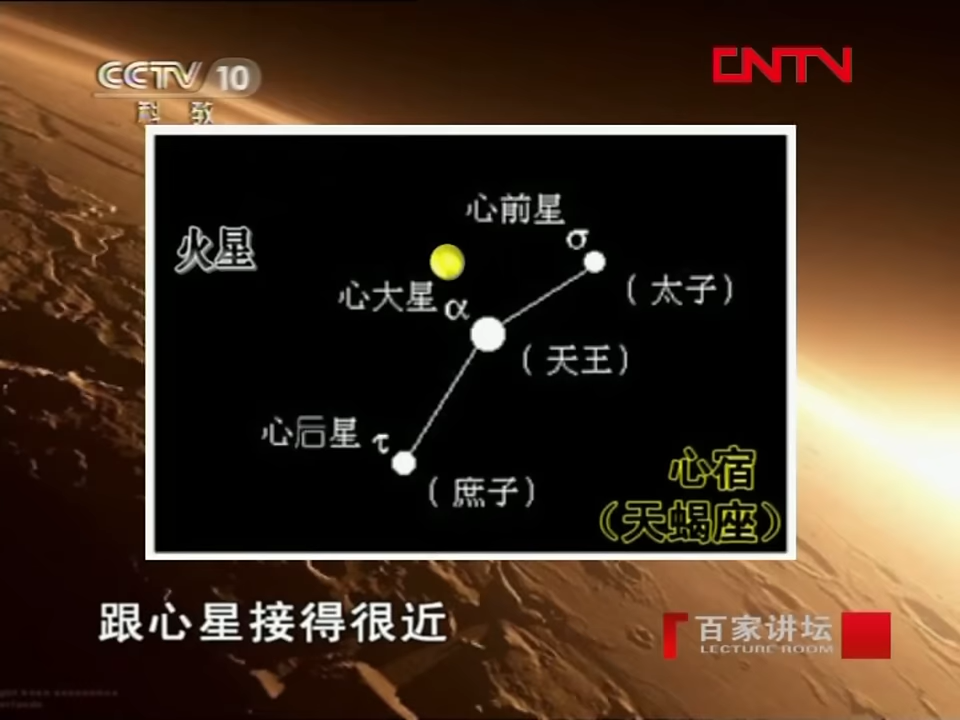 CCTV 10
CNTV
科 教
心前星
σ
火星
(太子)
心大星 α
(天王)
心后星 τ
心宿
(庶子)
(天蝎座)
跟心星接得很近
百家讲坛
LECTURE ROOM